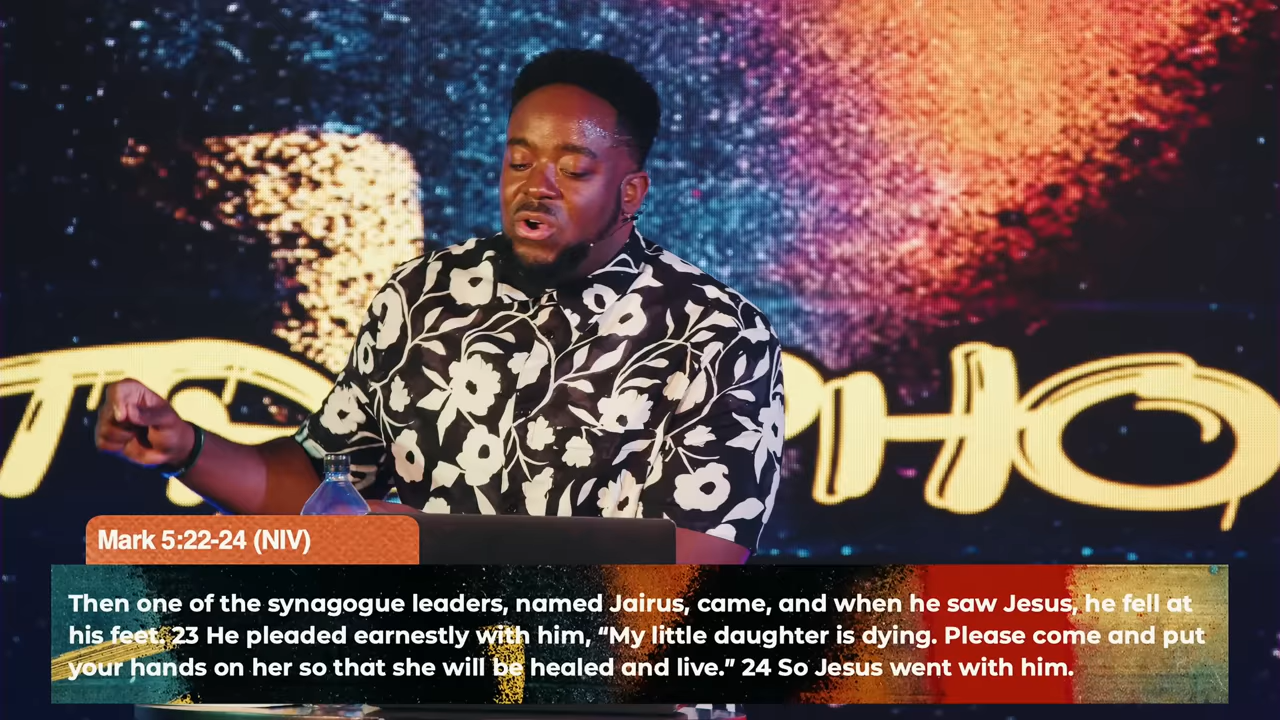 PHO
Mark 5:22-24 (NIV)
Then one of the synagogue leaders, named Jairus, came, and when he saw Jesus, he fell at
his feet. 23 He pleaded earnestly with him, “My little daughter is dying. Please come and put
your hands on her so that she will be healed and live.” 24 So Jesus went with him.